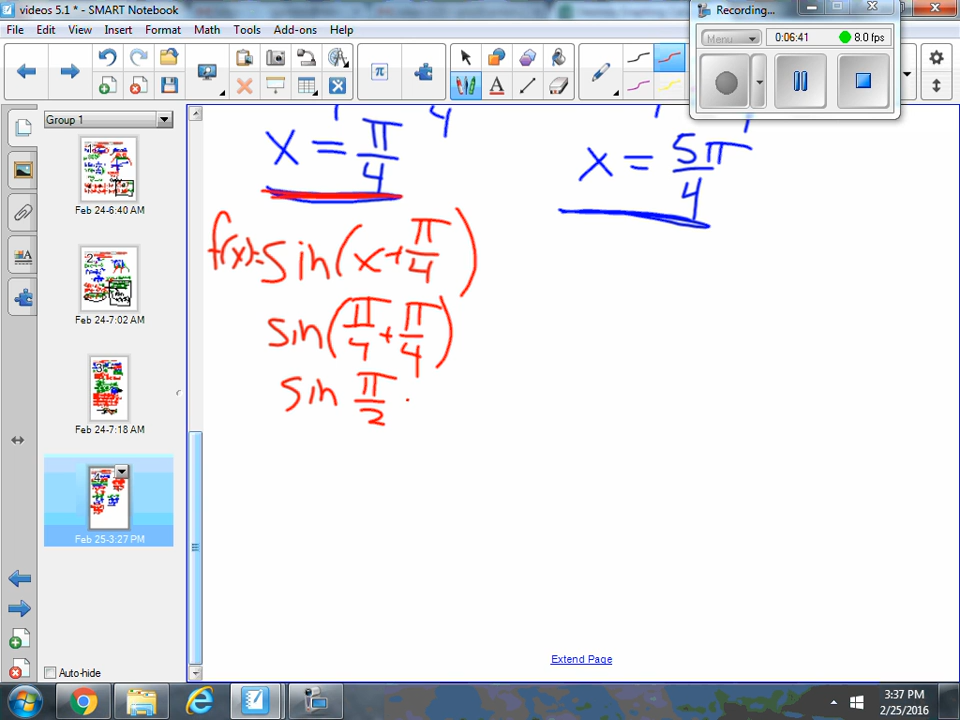 videos 5.1 * - SMART Notebook
Recording...
File Edit View Insert Format Math Tools Add-ons Help
Menu 0:06:41 8.0 fps
Group 1
Feb 24-6:40 AM
Feb 24-7:02 AM
Feb 24-7:18 AM
Feb 25-3:27 PM
Auto-hide
4
x = π/4
x = 5π/4
f(x)=sin(x+π/4)
sin(π/4+π/4)
sin π/2
Extend Page
3:37 PM
2/25/2016